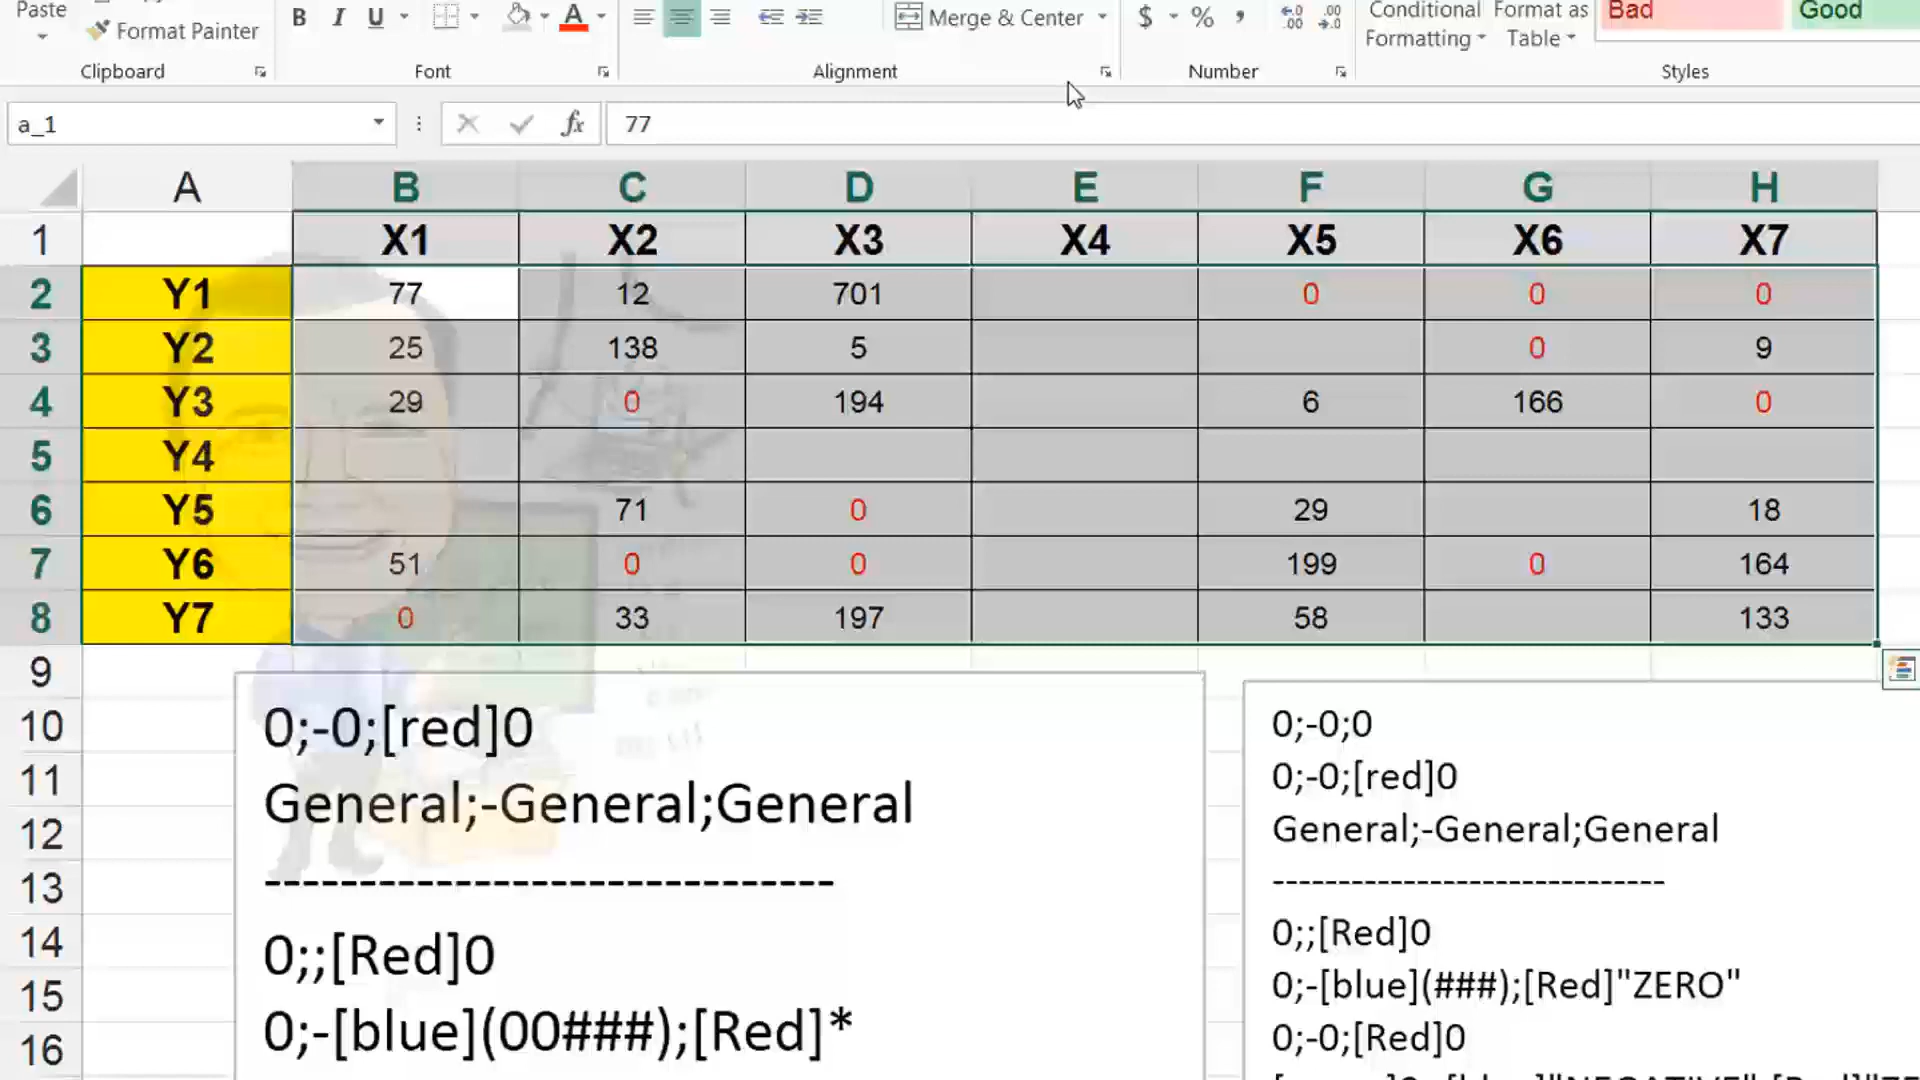 Paste
Format Painter
B I U A
Merge & Center
$ % ,
Conditional Formatting
Format as Table
Bad
Good
Clipboard
Font
Alignment
Number
Styles
a_1
fx
77
A B C D E F G H
1 X1 X2 X3 X4 X5 X6 X7
2 Y1 77 12 701 0 0 0
3 Y2 25 138 5 0 9
4 Y3 29 0 194 6 166 0
5 Y4
6 Y5 71 0 29 18
7 Y6 51 0 0 199 0 164
8 Y7 0 33 197 58 133
9
10
11
12
13
14
15
16
0;-0;[red]0
General;-General;General
------------------------------
0;;[Red]0
0;-[blue](00###);[Red]*
0;-0;0
0;-0;[red]0
General;-General;General
------------------------------
0;;[Red]0
0;-[blue](###);[Red]"ZERO"
0;-0;[Red]0